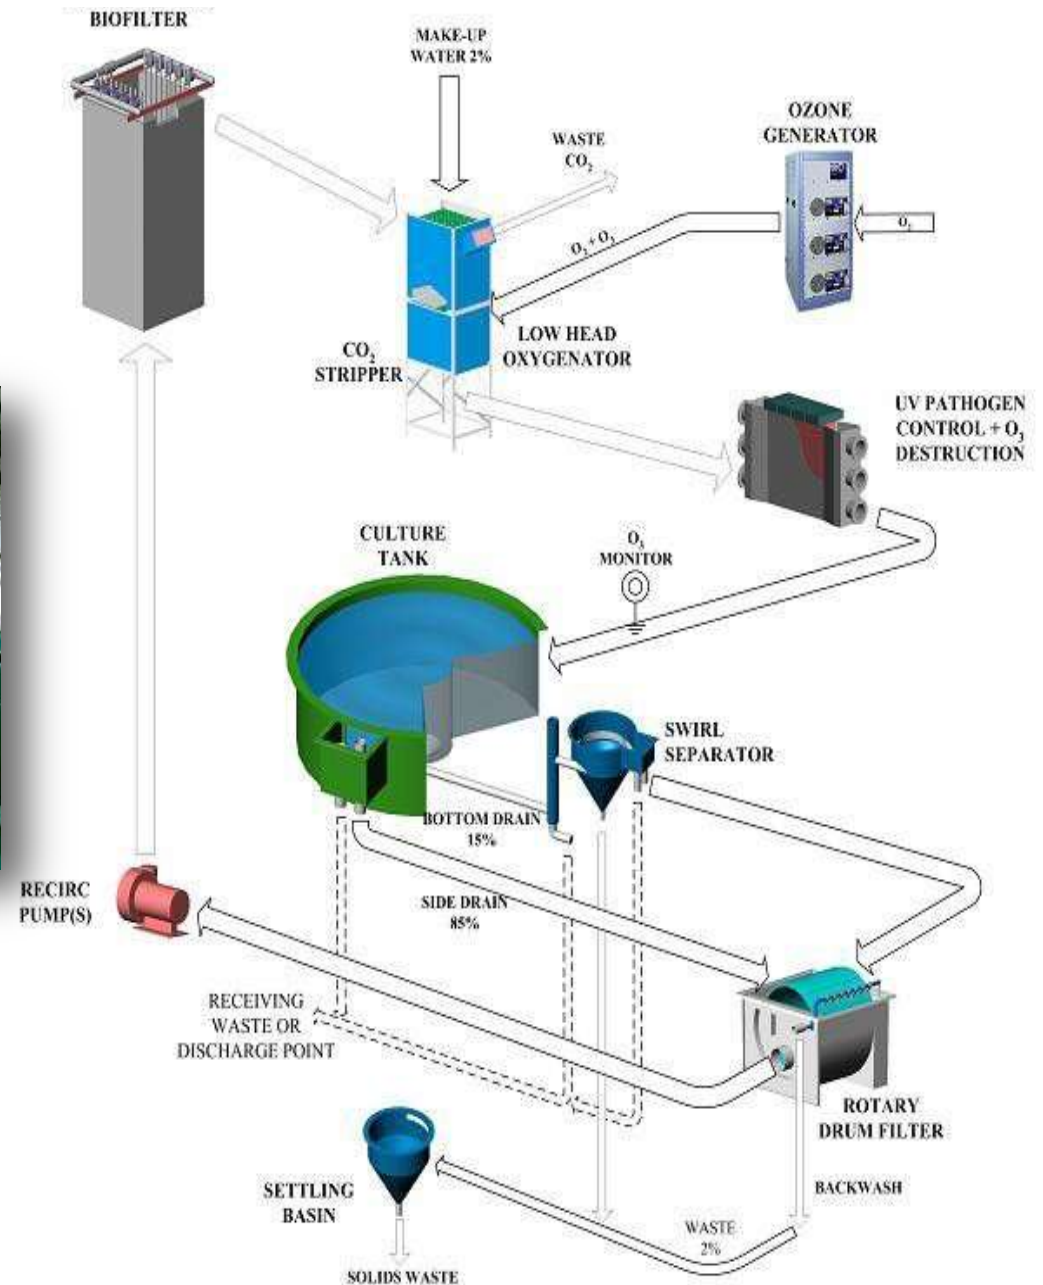 BIOFILTER
MAKE-UP
WATER 2%
OZONE
GENERATOR
WASTE
CO₂
O₂
O₂ + O₃
LOW HEAD
OXYGENATOR
CO₂
STRIPPER
UV PATHOGEN
CONTROL + O₃
DESTRUCTION
CULTURE
TANK
O₃
MONITOR
SWIRL
SEPARATOR
BOTTOM DRAIN
15%
RECIRC
PUMP(S)
SIDE DRAIN
85%
RECEIVING
WASTE OR
DISCHARGE POINT
ROTARY
DRUM FILTER
BACKWASH
SETTLING
BASIN
WASTE
2%
SOLIDS WASTE